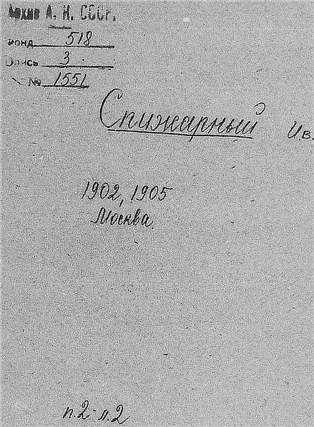 Архив А. Н. СССР.
Фонд 518
Опись 3.
№ 1551
Спижарный Ив.
1902, 1905
Москва.
п.2-л.2